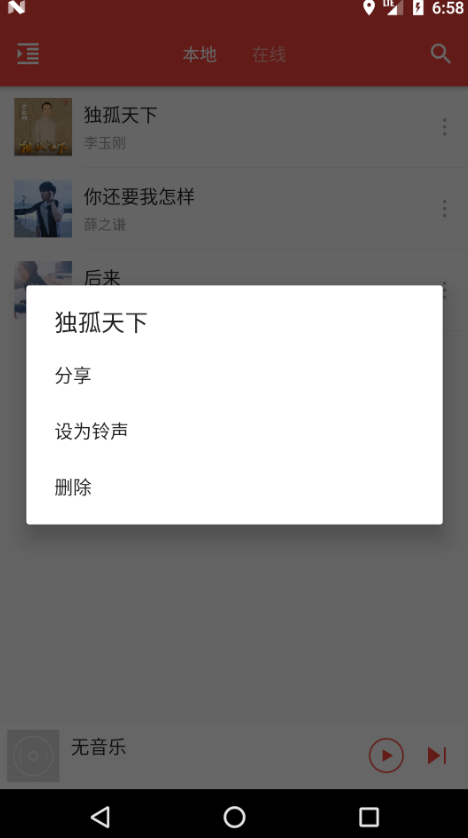 LTE 6:58
本地 在线
独孤天下
李玉刚
你还要我怎样
薛之谦
后来
独孤天下
分享
设为铃声
删除
无音乐